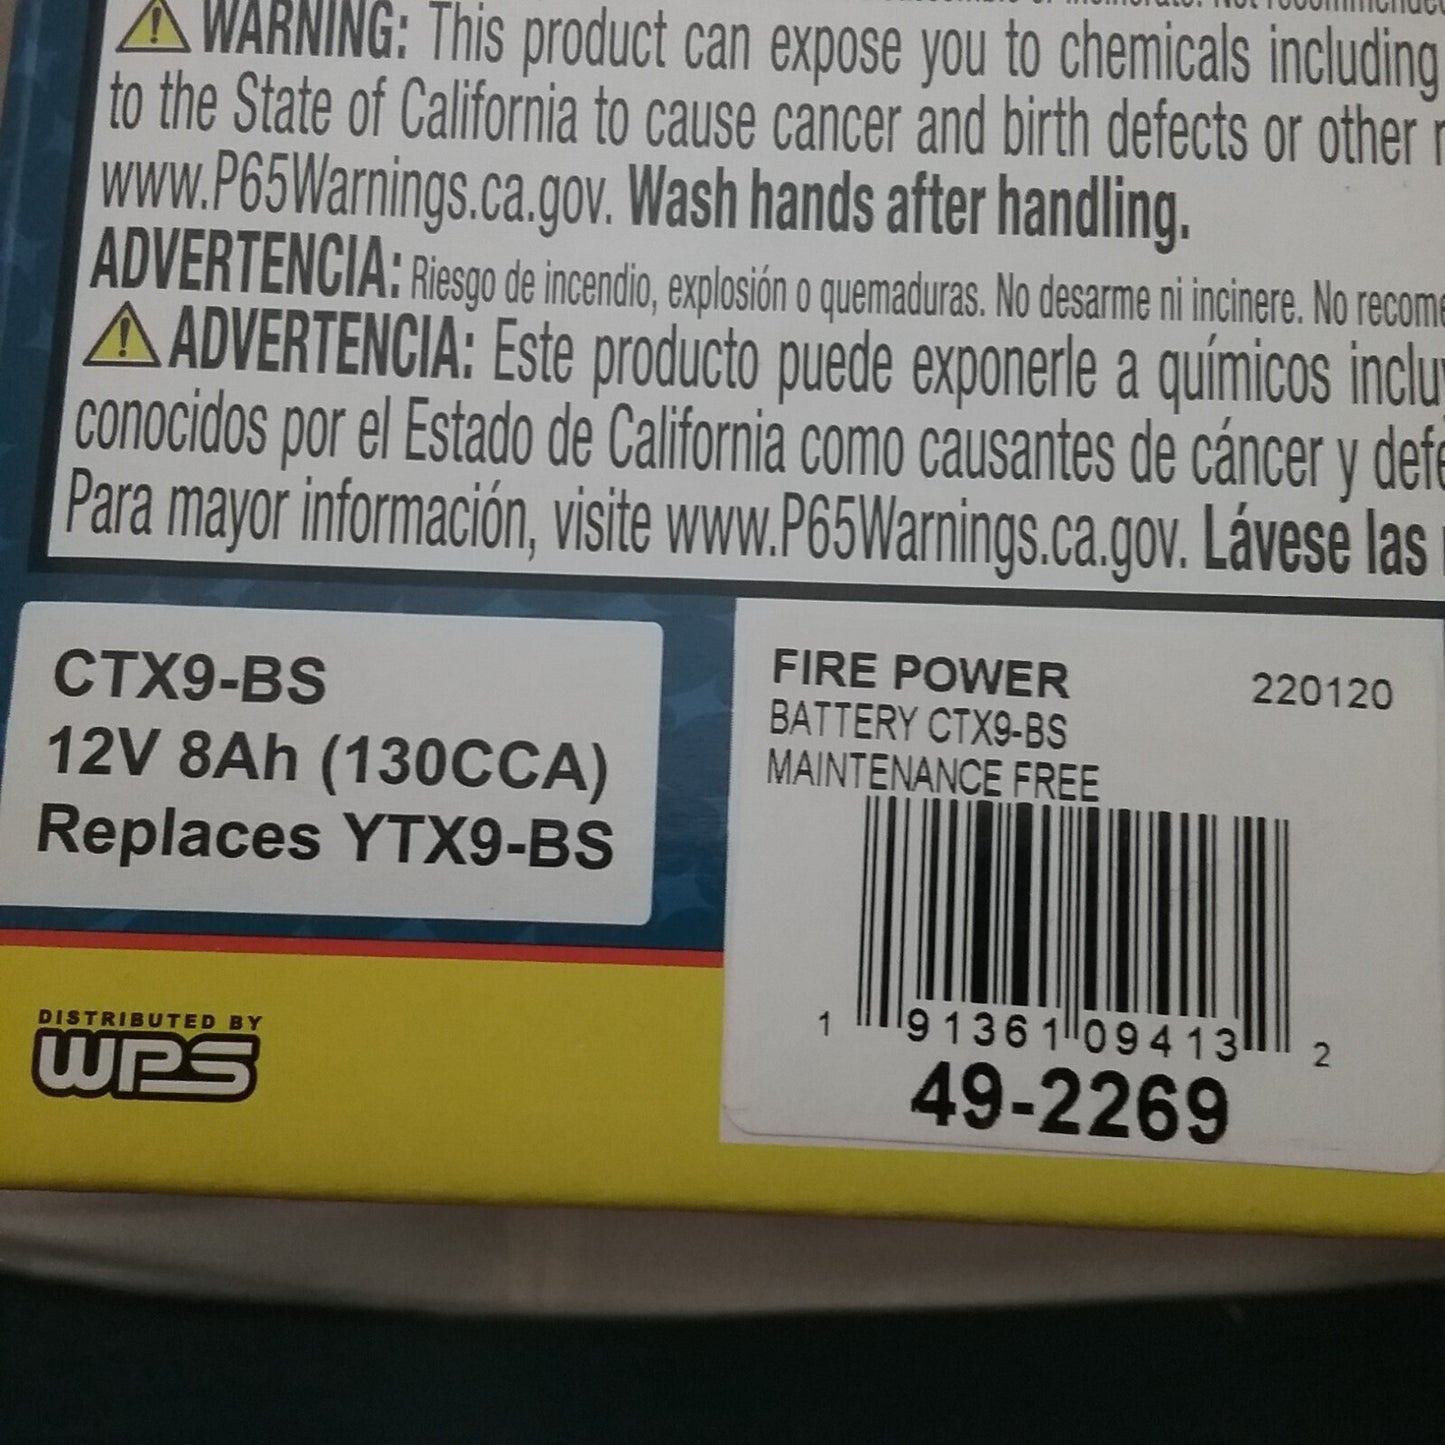 WARNING: This product can expose you to chemicals including
to the State of California to cause cancer and birth defects or other
www.P65Warnings.ca.gov. Wash hands after handling.
ADVERTENCIA: Riesgo de incendio, explosión o quemaduras. No desarme ni incinere. No recome
ADVERTENCIA: Este producto puede exponerle a químicos inclu
conocidos por el Estado de California como causantes de cáncer y defe
Para mayor información, visite www.P65Warnings.ca.gov. Lávese las
CTX9-BS
12V 8Ah (130CCA)
Replaces YTX9-BS
FIRE POWER 220120
BATTERY CTX9-BS
MAINTENANCE FREE
1 91361 09413 2
49-2269
DISTRIBUTED BY
WPS